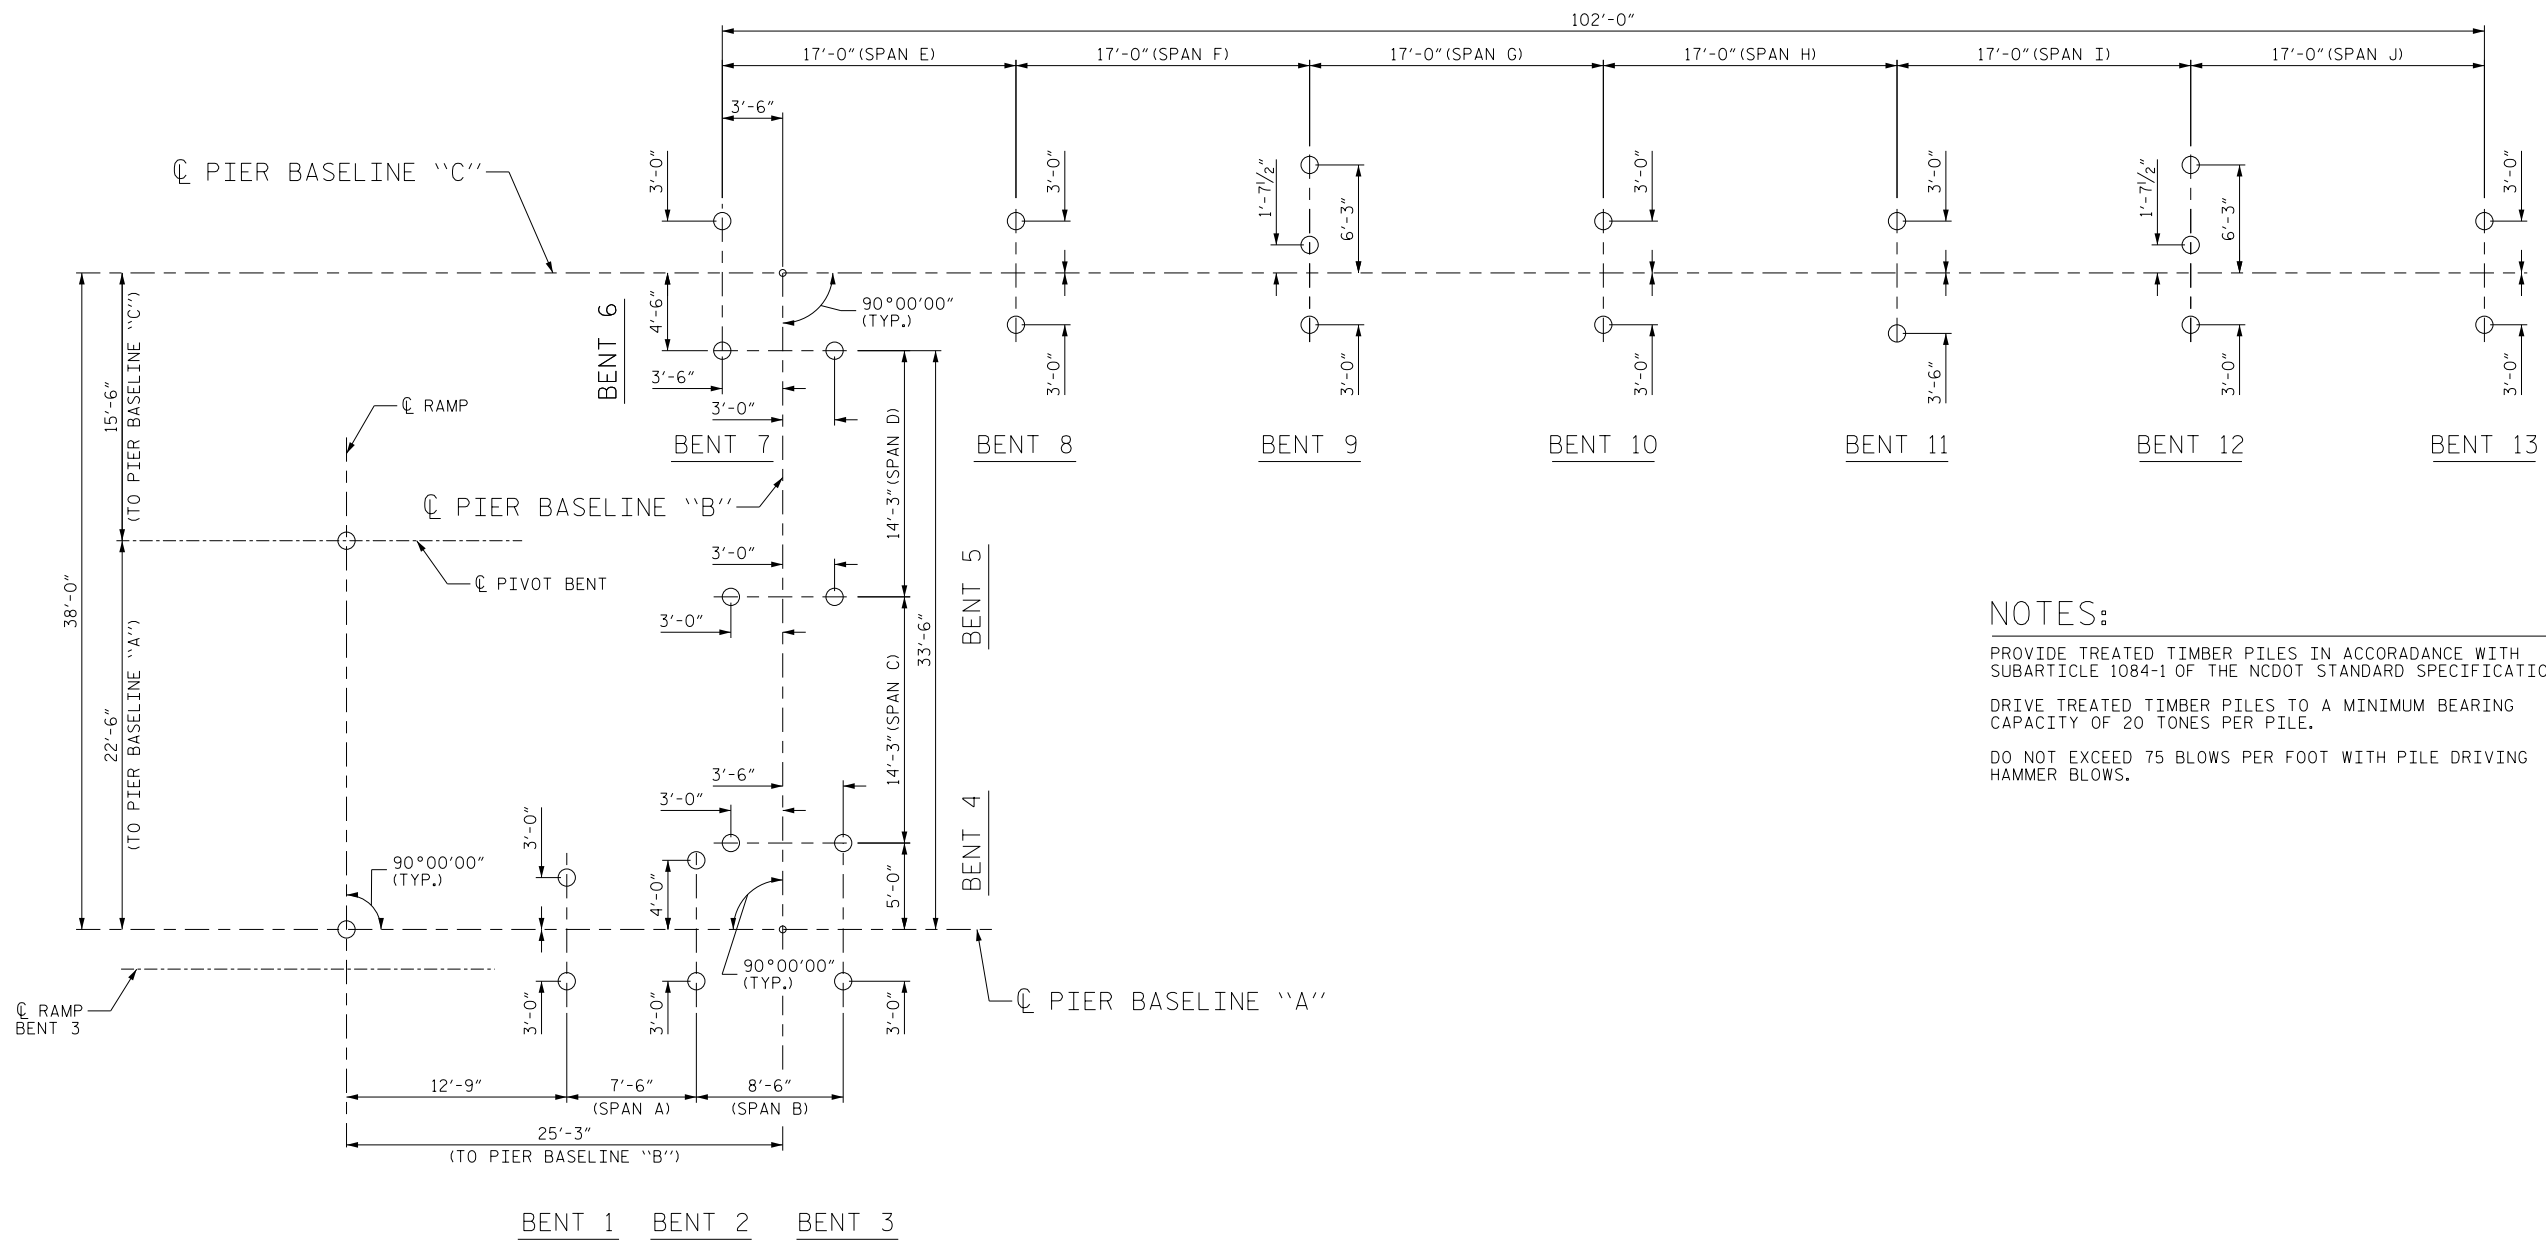 102'-0"
17'-0"(SPAN E)
17'-0"(SPAN F)
17'-0"(SPAN G)
17'-0"(SPAN H)
17'-0"(SPAN I)
17'-0"(SPAN J)
3'-6"
℄ PIER BASELINE "C"
3'-0"
3'-0"
1'-7½"
6'-3"
3'-0"
3'-0"
1'-7½"
6'-3"
3'-0"
4'-6"
90°00'00"
(TYP.)
BENT 6
3'-6"
3'-0"
3'-0"
3'-0"
3'-0"
3'-6"
3'-0"
3'-0"
15'-6"
(TO PIER BASELINE "C")
℄ RAMP
BENT 7
BENT 8
BENT 9
BENT 10
BENT 11
BENT 12
BENT 13
14'-3"(SPAN D)
℄ PIER BASELINE "B"
3'-0"
℄ PIVOT BENT
3'-0"
BENT 5
38'-0"
33'-6"
22'-6"
(TO PIER BASELINE "A")
14'-3"(SPAN C)
NOTES:
PROVIDE TREATED TIMBER PILES IN ACCORADANCE WITH
SUBARTICLE 1084-1 OF THE NCDOT STANDARD SPECIFICATIO
DRIVE TREATED TIMBER PILES TO A MINIMUM BEARING
CAPACITY OF 20 TONES PER PILE.
DO NOT EXCEED 75 BLOWS PER FOOT WITH PILE DRIVING
HAMMER BLOWS.
3'-6"
3'-0"
3'-0"
4'-0"
5'-0"
BENT 4
90°00'00"
(TYP.)
90°00'00"
(TYP.)
℄ RAMP
BENT 3
3'-0"
3'-0"
3'-0"
℄ PIER BASELINE "A"
12'-9"
7'-6"
(SPAN A)
8'-6"
(SPAN B)
25'-3"
(TO PIER BASELINE "B")
BENT 1
BENT 2
BENT 3